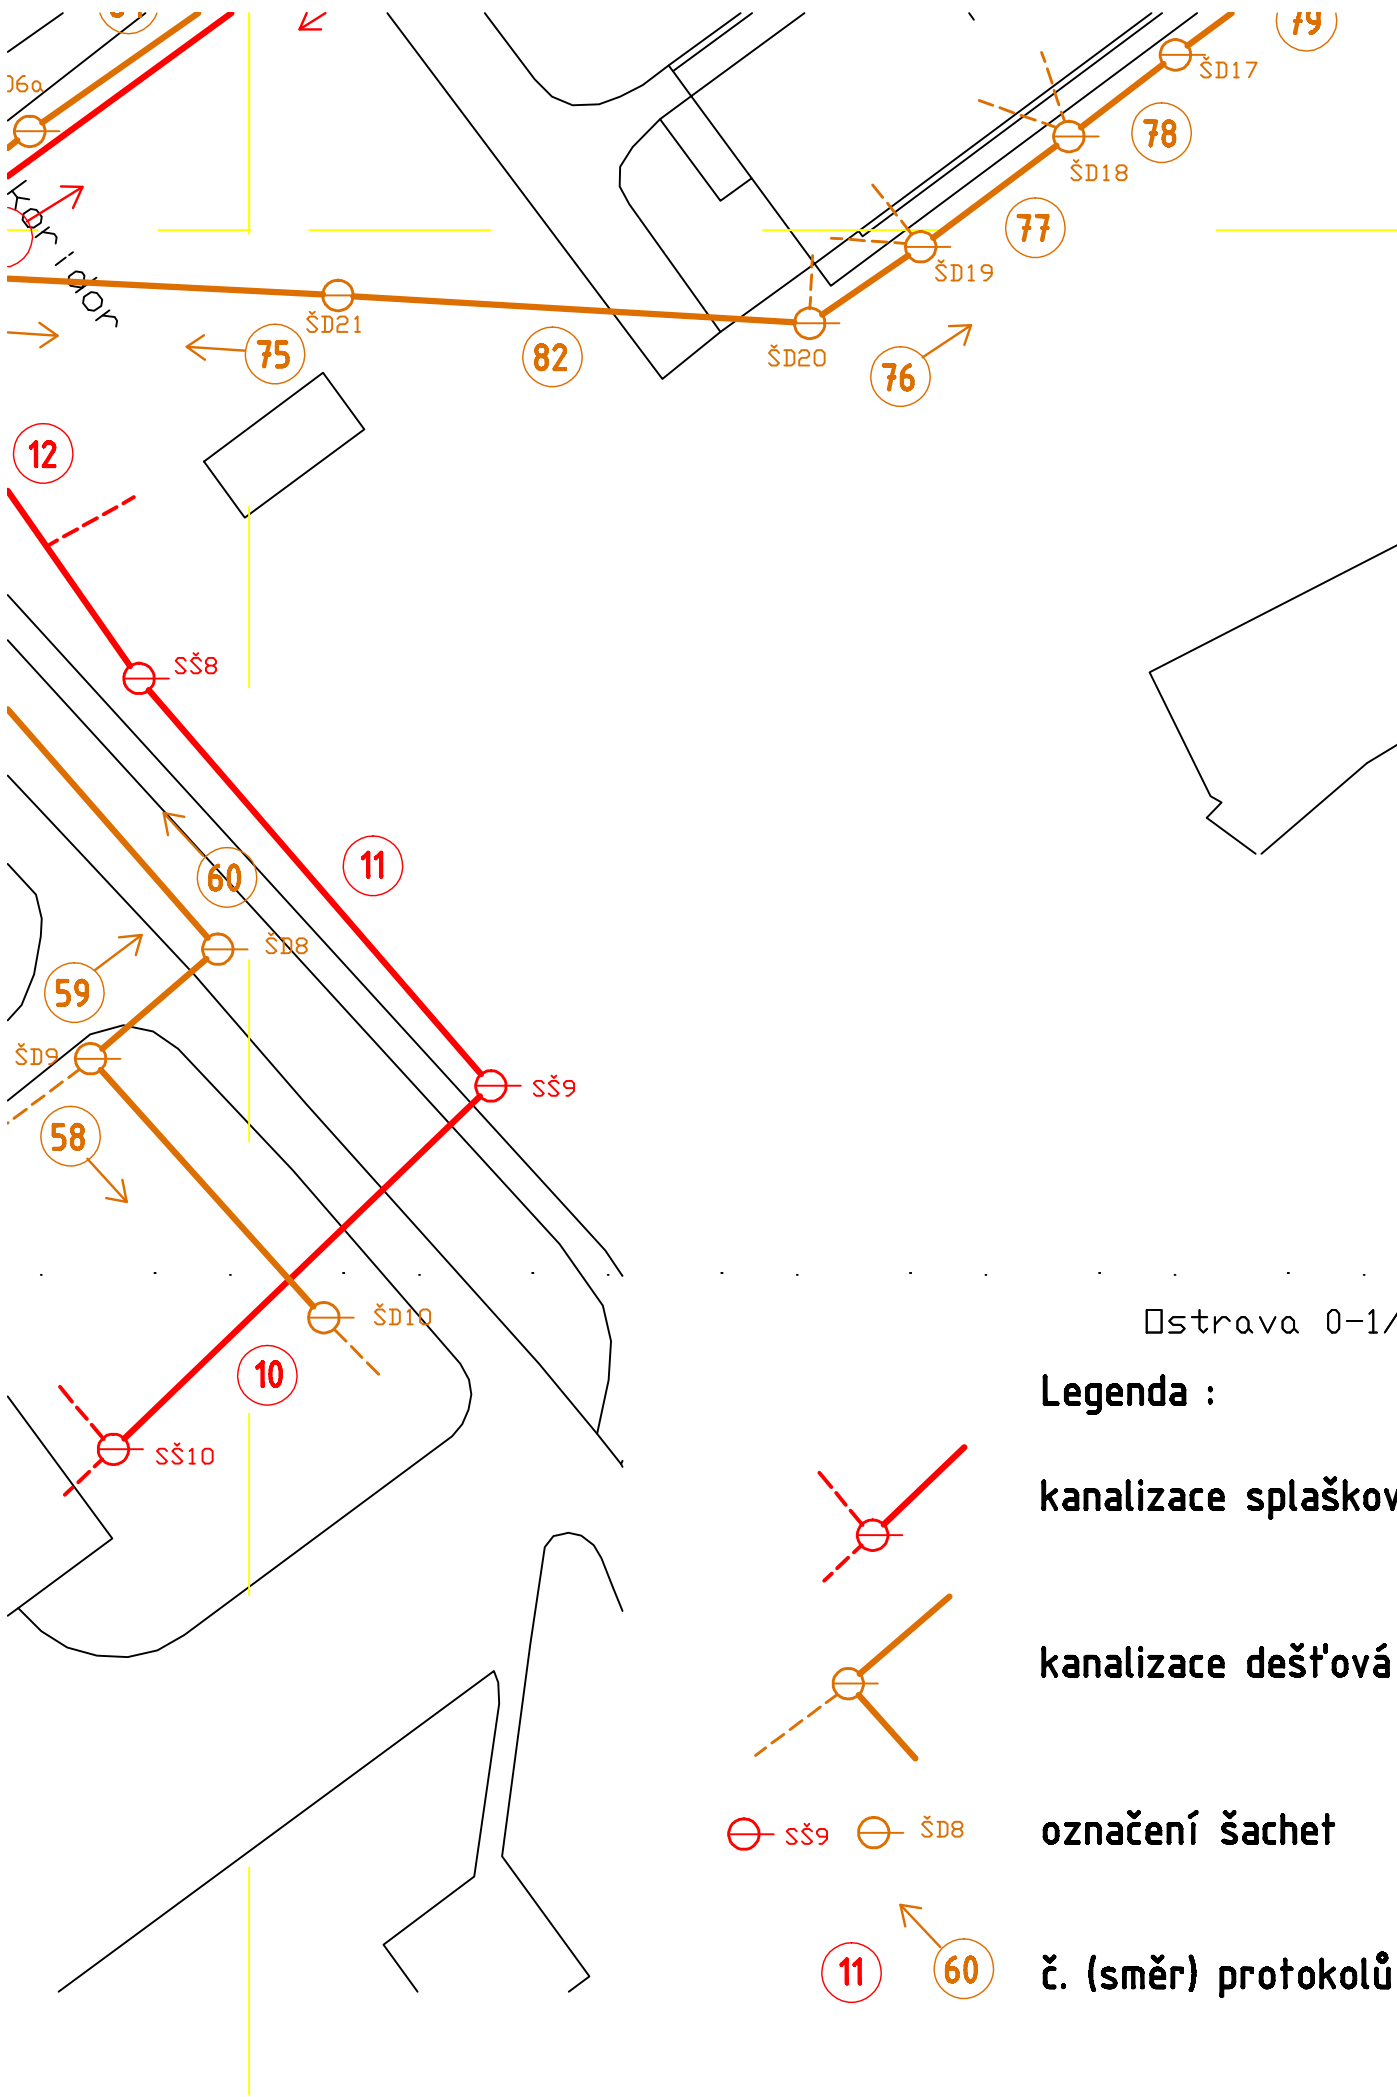 79
06a
ŠD17
78
ŠD18
77
koridor
ŠD19
ŠD21
75
82
ŠD20
76
12
SŠ8
11
60
ŠD8
59
ŠD9
SŠ9
58
ŠD10
10
SŠ10
Ostrava 0-1/
Legenda :
kanalizace splaškov
kanalizace dešťová
SŠ9 ŠD8 označení šachet
11 60 č. (směr) protokolů